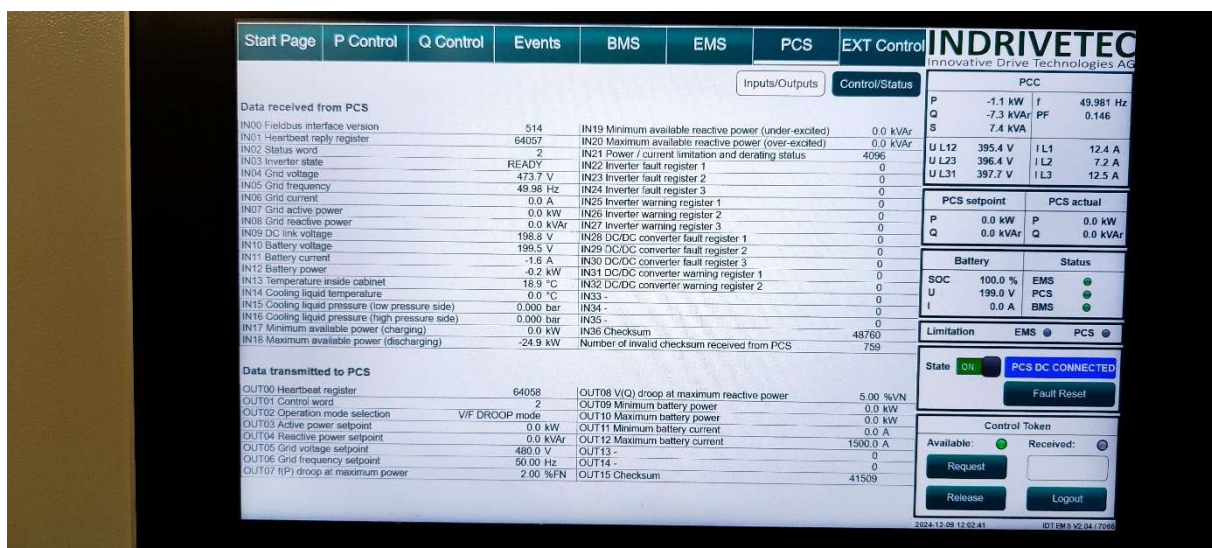 Start Page P Control Q Control Events BMS EMS PCS EXT Control
INDRIVETEC
Innovative Drive Technologies AG
Inputs/Outputs Control/Status
Data received from PCS
IN00 Fieldbus interface version 514
IN01 Heartbeat reply register 64057
IN02 Status word 2
IN03 Inverter state READY
IN04 Grid voltage 473.7 V
IN05 Grid frequency 49.98 Hz
IN06 Grid current 0.0 A
IN07 Grid active power 0.0 kW
IN08 Grid reactive power 0.0 kVAr
IN09 DC link voltage 198.8 V
IN10 Battery voltage 199.5 V
IN11 Battery current -1.6 A
IN12 Battery power -0.2 kW
IN13 Temperature inside cabinet 18.9 °C
IN14 Cooling liquid temperature 0.0 °C
IN15 Cooling liquid pressure (low pressure side) 0.000 bar
IN16 Cooling liquid pressure (high pressure side) 0.000 bar
IN17 Minimum available power (charging) 0.0 kW
IN18 Maximum available power (discharging) -24.9 kW
IN19 Minimum available reactive power (under-excited) 0.0 kVAr
IN20 Maximum available reactive power (over-excited) 0.0 kVAr
IN21 Power / current limitation and derating status 4096
IN22 Inverter fault register 1 0
IN23 Inverter fault register 2 0
IN24 Inverter fault register 3 0
IN25 Inverter warning register 1 0
IN26 Inverter warning register 2 0
IN27 Inverter warning register 3 0
IN28 DC/DC converter fault register 1 0
IN29 DC/DC converter fault register 2 0
IN30 DC/DC converter fault register 3 0
IN31 DC/DC converter warning register 1 0
IN32 DC/DC converter warning register 2 0
IN33 - 0
IN34 - 0
IN35 - 0
IN36 Checksum 48760
Number of invalid checksum received from PCS 759
Data transmitted to PCS
OUT00 Heartbeat register 64058
OUT01 Control word 2
OUT02 Operation mode selection V/F DROOP mode
OUT03 Active power setpoint 0.0 kW
OUT04 Reactive power setpoint 0.0 kVAr
OUT05 Grid voltage setpoint 480.0 V
OUT06 Grid frequency setpoint 50.00 Hz
OUT07 f(P) droop at maximum power 2.00 %FN
OUT08 V(Q) droop at maximum reactive power 5.00 %VN
OUT09 Minimum battery power 0.0 kW
OUT10 Maximum battery power 0.0 kW
OUT11 Minimum battery current 0.0 A
OUT12 Maximum battery current 1500.0 A
OUT13 - 0
OUT14 - 0
OUT15 Checksum 41509
PCC
P -1.1 kW f 49.981 Hz
Q -7.3 kVAr PF 0.146
S 7.4 kVA
U L12 395.4 V I L1 12.4 A
U L23 396.4 V I L2 7.2 A
U L31 397.7 V I L3 12.5 A
PCS setpoint PCS actual
P 0.0 kW P 0.0 kW
Q 0.0 kVAr Q 0.0 kVAr
Battery Status
SOC 100.0 % EMS
U 199.0 V PCS
I 0.0 A BMS
Limitation EMS PCS
State ON PCS DC CONNECTED
Fault Reset
Control Token
Available: Received:
Request
Release Logout
2024-12-09 12:02:41 IDT EMS V2.04 / 7066